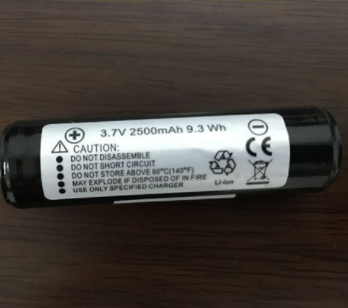 3.7V 2500mAh 9.3 Wh
CAUTION:
DO NOT DISASSEMBLE
DO NOT SHORT CIRCUIT
DO NOT STORE ABOVE 60°C(140°F)
MAY EXPLODE IF DISPOSED OF IN FIRE
USE ONLY SPECIFIED CHARGER
Li-ion
CE